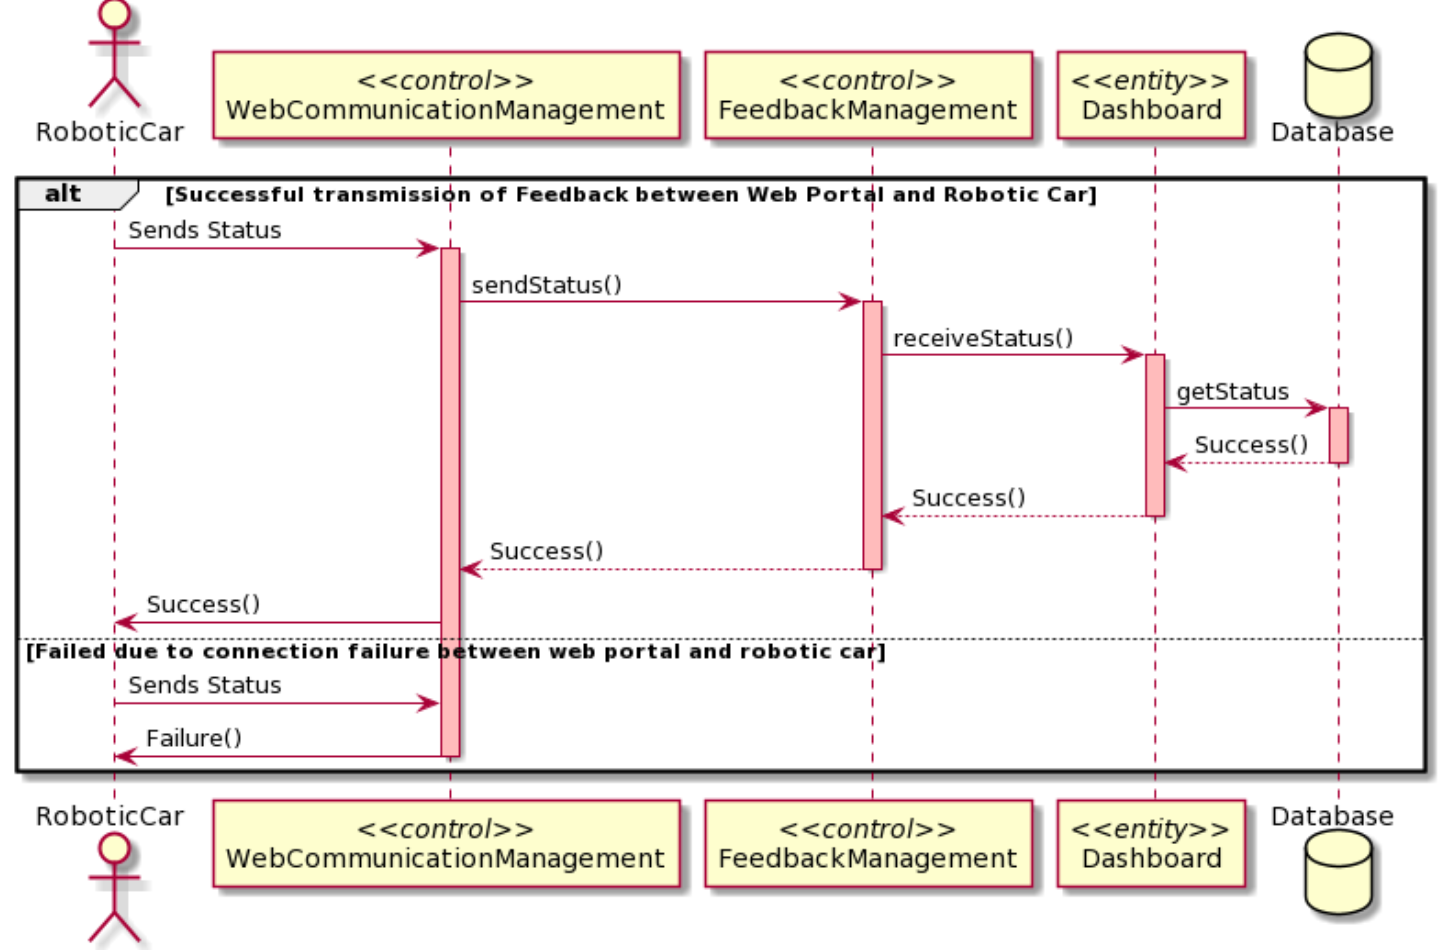 RoboticCar
<<control>>
WebCommunicationManagement
<<control>>
FeedbackManagement
<<entity>>
Dashboard
Database
alt
[Successful transmission of Feedback between Web Portal and Robotic Car]
Sends Status
sendStatus()
receiveStatus()
getStatus
Success()
Success()
Success()
Success()
[Failed due to connection failure between web portal and robotic car]
Sends Status
Failure()
RoboticCar
<<control>>
WebCommunicationManagement
<<control>>
FeedbackManagement
<<entity>>
Dashboard
Database